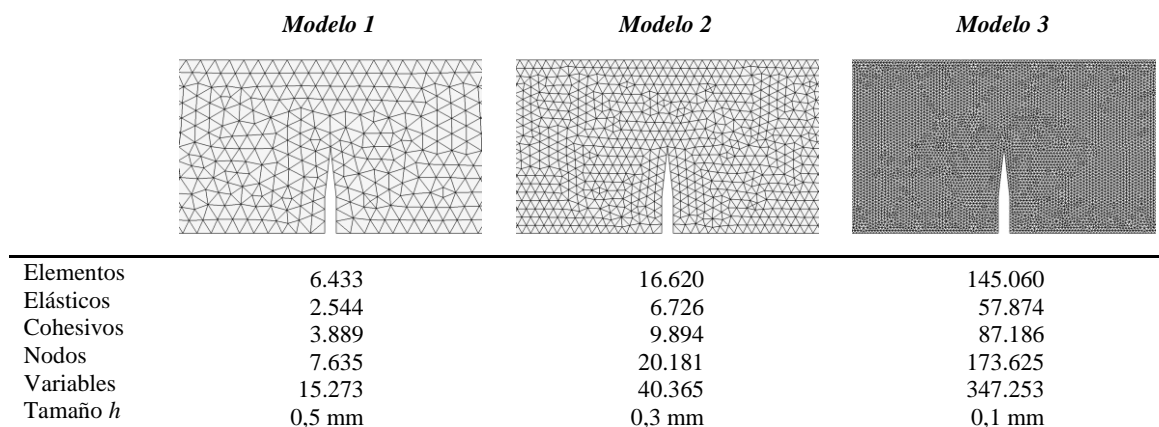 Modelo 1 Modelo 2 Modelo 3
Elementos 6.433 16.620 145.060
Elásticos 2.544 6.726 57.874
Cohesivos 3.889 9.894 87.186
Nodos 7.635 20.181 173.625
Variables 15.273 40.365 347.253
Tamaño h 0,5 mm 0,3 mm 0,1 mm